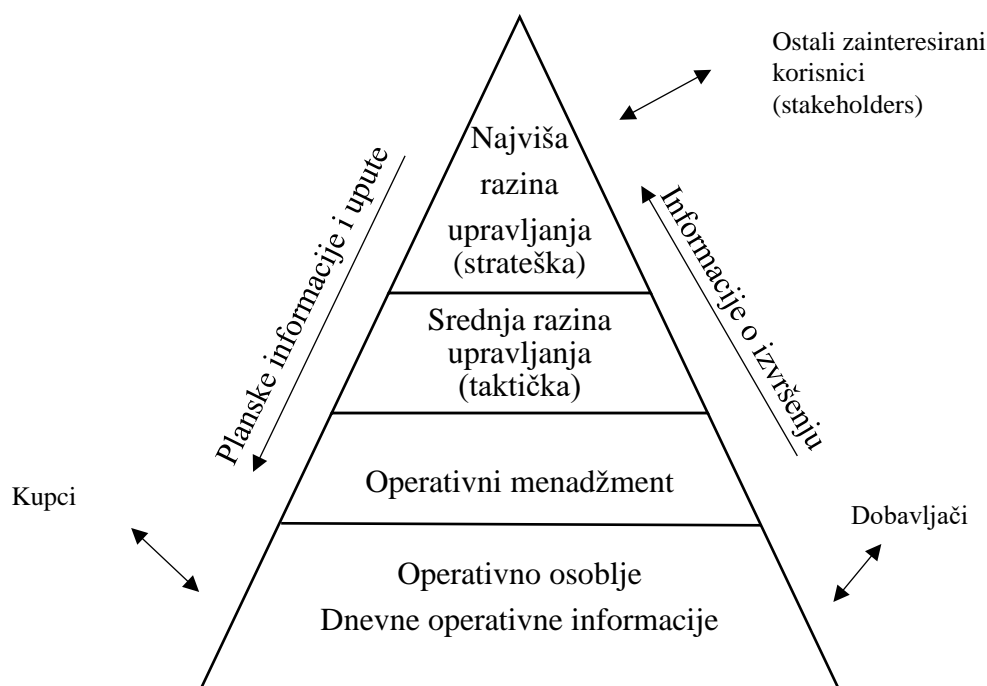 Ostali zainteresirani
korisnici
(stakeholders)
Najviša
razina
upravljanja
(strateška)
Planske informacije i upute
Informacije o izvršenju
Srednja razina
upravljanja
(taktička)
Operativni menadžment
Kupci
Dobavljači
Operativno osoblje
Dnevne operativne informacije